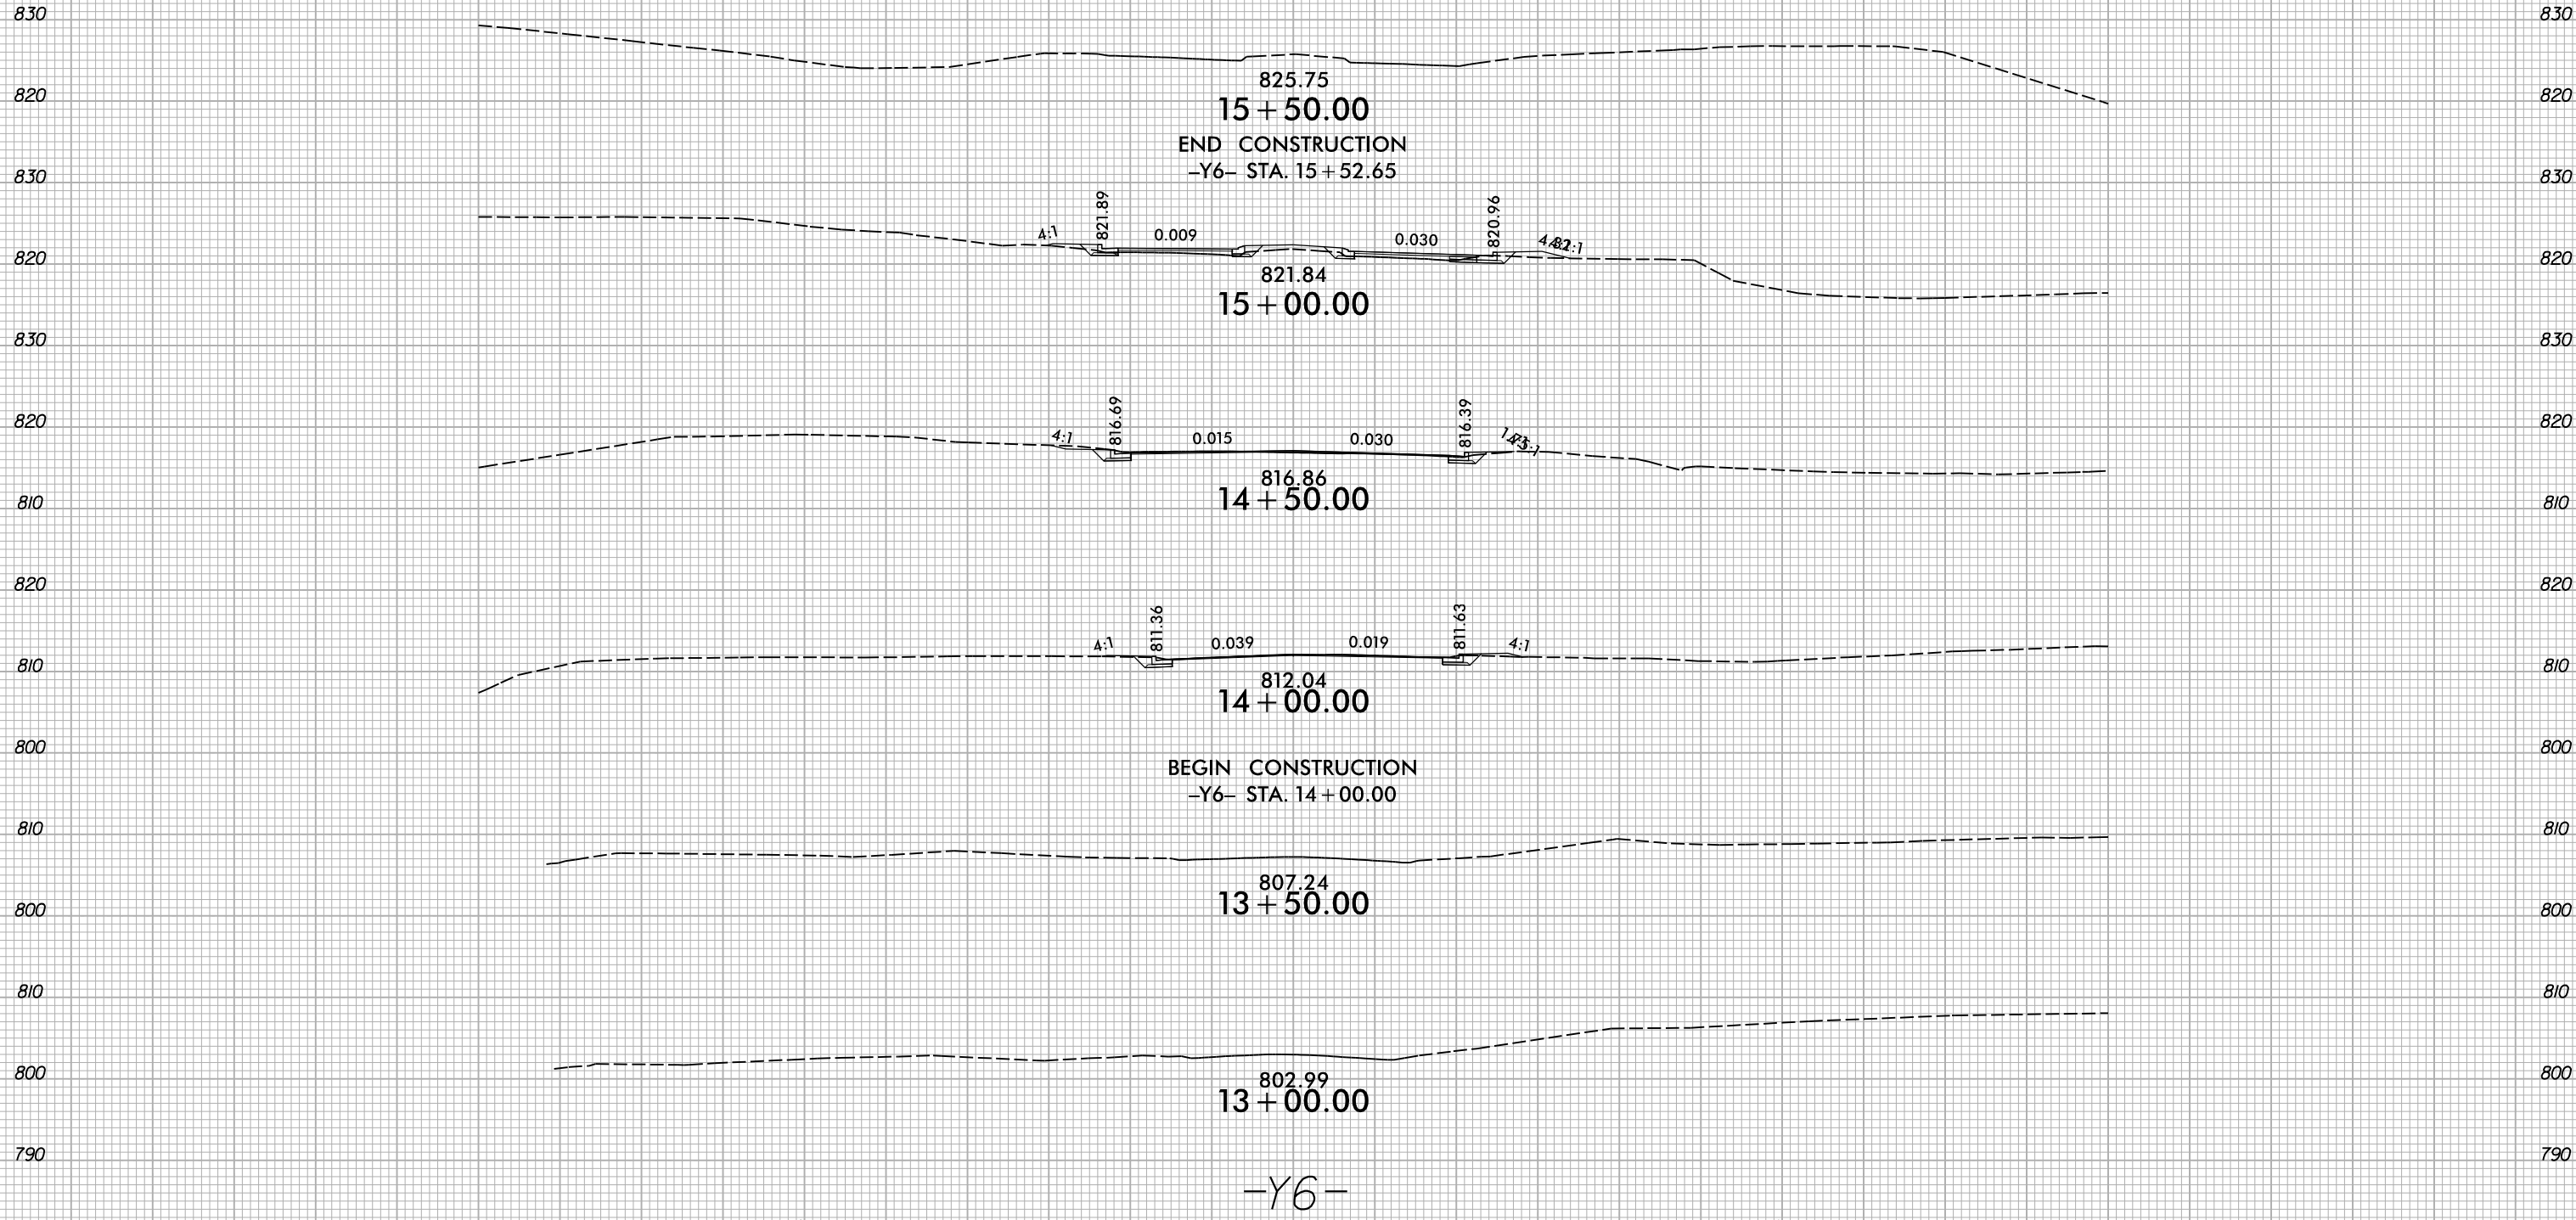 830 830
825.75
820 15+50.00 820
END CONSTRUCTION
-Y6- STA. 15+52.65
830 830
821.89 820.96
4:1 0.009 0.030
820 821.84 820
15+00.00
830 830
816.69 816.39
820 820
4:1 0.015 0.030
816.86
810 14+50.00 810
820 820
811.36 811.63
4:1 0.039 0.019 4:1
810 810
812.04
14+00.00
800 800
BEGIN CONSTRUCTION
-Y6- STA. 14+00.00
810 810
807.24
800 13+50.00 800
810 810
800 800
802.99
13+00.00
790 790
-Y6-